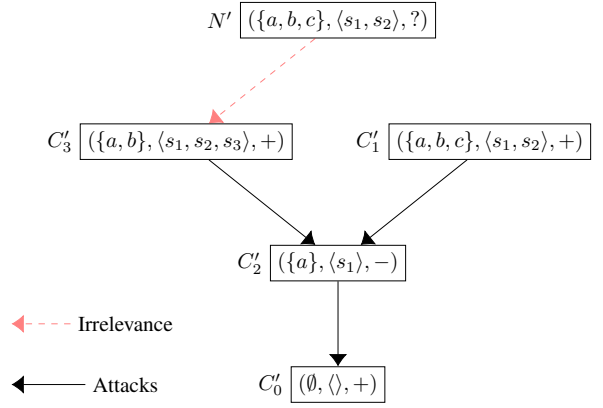 N′ ({a, b, c}, ⟨s₁, s₂⟩, ?)
C′₃ ({a, b}, ⟨s₁, s₂, s₃⟩, +)
C′₁ ({a, b, c}, ⟨s₁, s₂⟩, +)
C′₂ ({a}, ⟨s₁⟩, −)
Irrelevance
Attacks
C′₀ (∅, ⟨⟩, +)